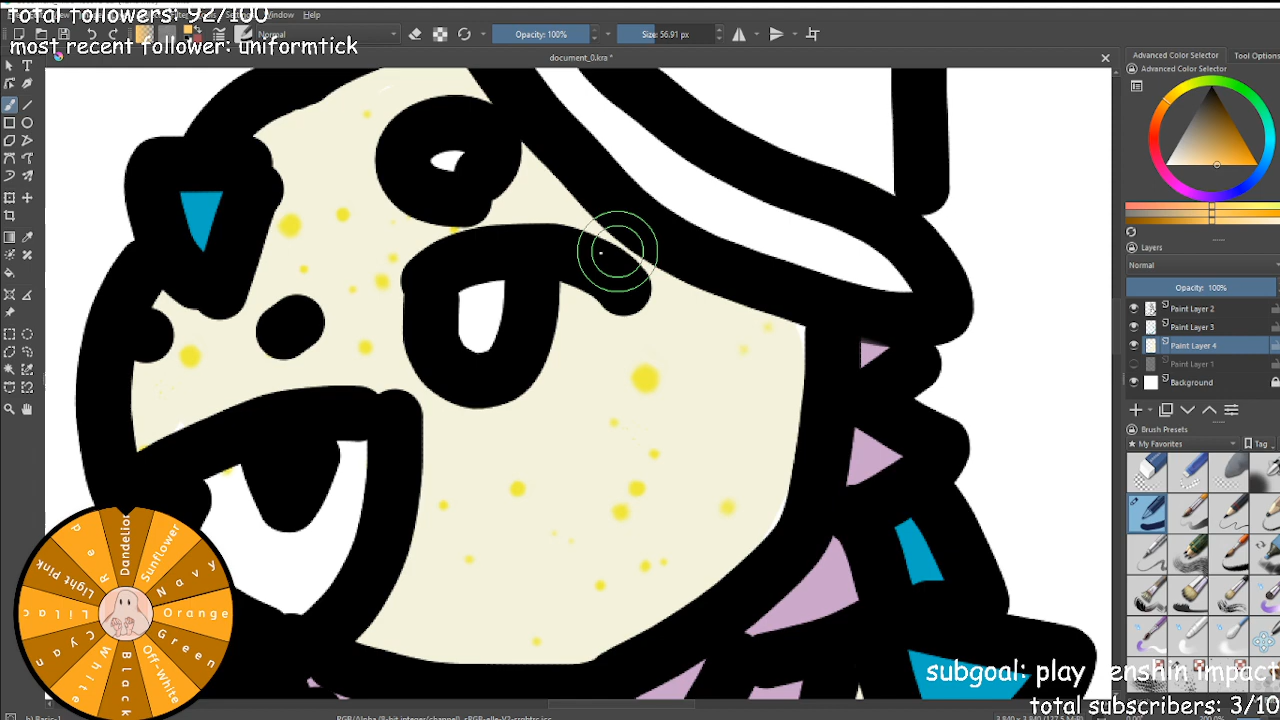 total followers: 92/100
most recent follower: uniformtick
Window Help
Normal
Opacity: 100%
Size: 56.91 px
document_0.kra *
Advanced Color Selector
Tool Options
Advanced Color Selector
Layers
Normal
Opacity: 100%
Paint Layer 2
Paint Layer 3
Paint Layer 4
Paint Layer 1
Background
Brush Presets
My Favorites
Tag
Dandelion
Sunflower
Navy
Orange
Green
Off-White
Black
White
Cyan
Lilac
Light Pink
Red
subgoal: play genshin impact
total subscribers: 3/10